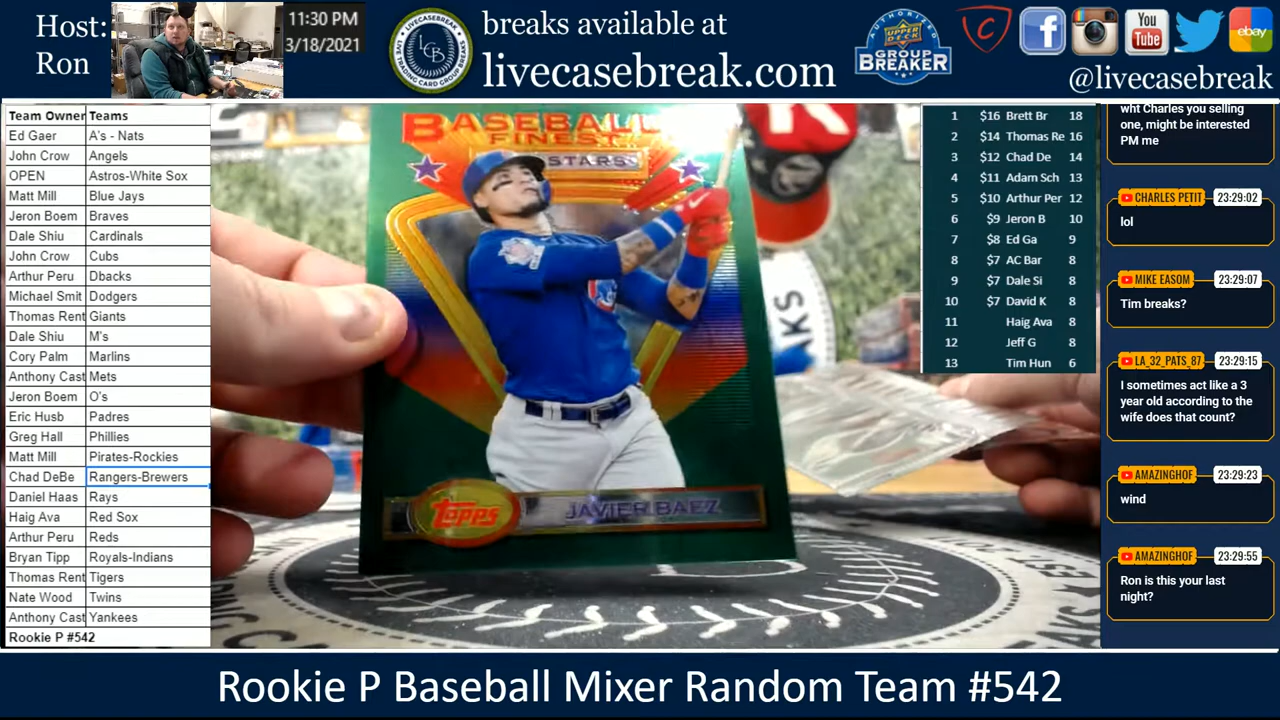 Host:
Ron
11:30 PM
3/18/2021
LIVECASEBREAK
LCB
TRADING CARD GROUP BREAKER
breaks available at
livecasebreak.com
AUTHORIZED
UPPER DECK
GROUP
BREAKER
You
Tube
ebay
@livecasebreak
Team Owner Teams
Ed Gaer A's - Nats
John Crow Angels
OPEN Astros-White Sox
Matt Mill Blue Jays
Jeron Boem Braves
Dale Shiu Cardinals
John Crow Cubs
Arthur Peru Dbacks
Michael Smit Dodgers
Thomas Rent Giants
Dale Shiu M's
Cory Palm Marlins
Anthony Cast Mets
Jeron Boem O's
Eric Husb Padres
Greg Hall Phillies
Matt Mill Pirates-Rockies
Chad DeBe Rangers-Brewers
Daniel Haas Rays
Haig Ava Red Sox
Arthur Peru Reds
Bryan Tipp Royals-Indians
Thomas Rent Tigers
Nate Wood Twins
Anthony Cast Yankees
Rookie P #542
BASEBALL
FINEST
STARS
Topps
JAVIER BAEZ
1 $16 Brett Br 18
2 $14 Thomas Re 16
3 $12 Chad De 14
4 $11 Adam Sch 13
5 $10 Arthur Per 12
6 $9 Jeron B 10
7 $8 Ed Ga 9
8 $7 AC Bar 8
9 $7 Dale Si 8
10 $7 David K 8
11 Haig Ava 8
12 Jeff G 8
13 Tim Hun 6
wht Charles you selling
one, might be interested
PM me
CHARLES PETIT 23:29:02
lol
MIKE EASOM 23:29:07
Tim breaks?
LA_32_PATS_87 23:29:15
I sometimes act like a 3
year old according to the
wife does that count?
AMAZINGHOF 23:29:23
wind
AMAZINGHOF 23:29:55
Ron is this your last
night?
Rookie P Baseball Mixer Random Team #542